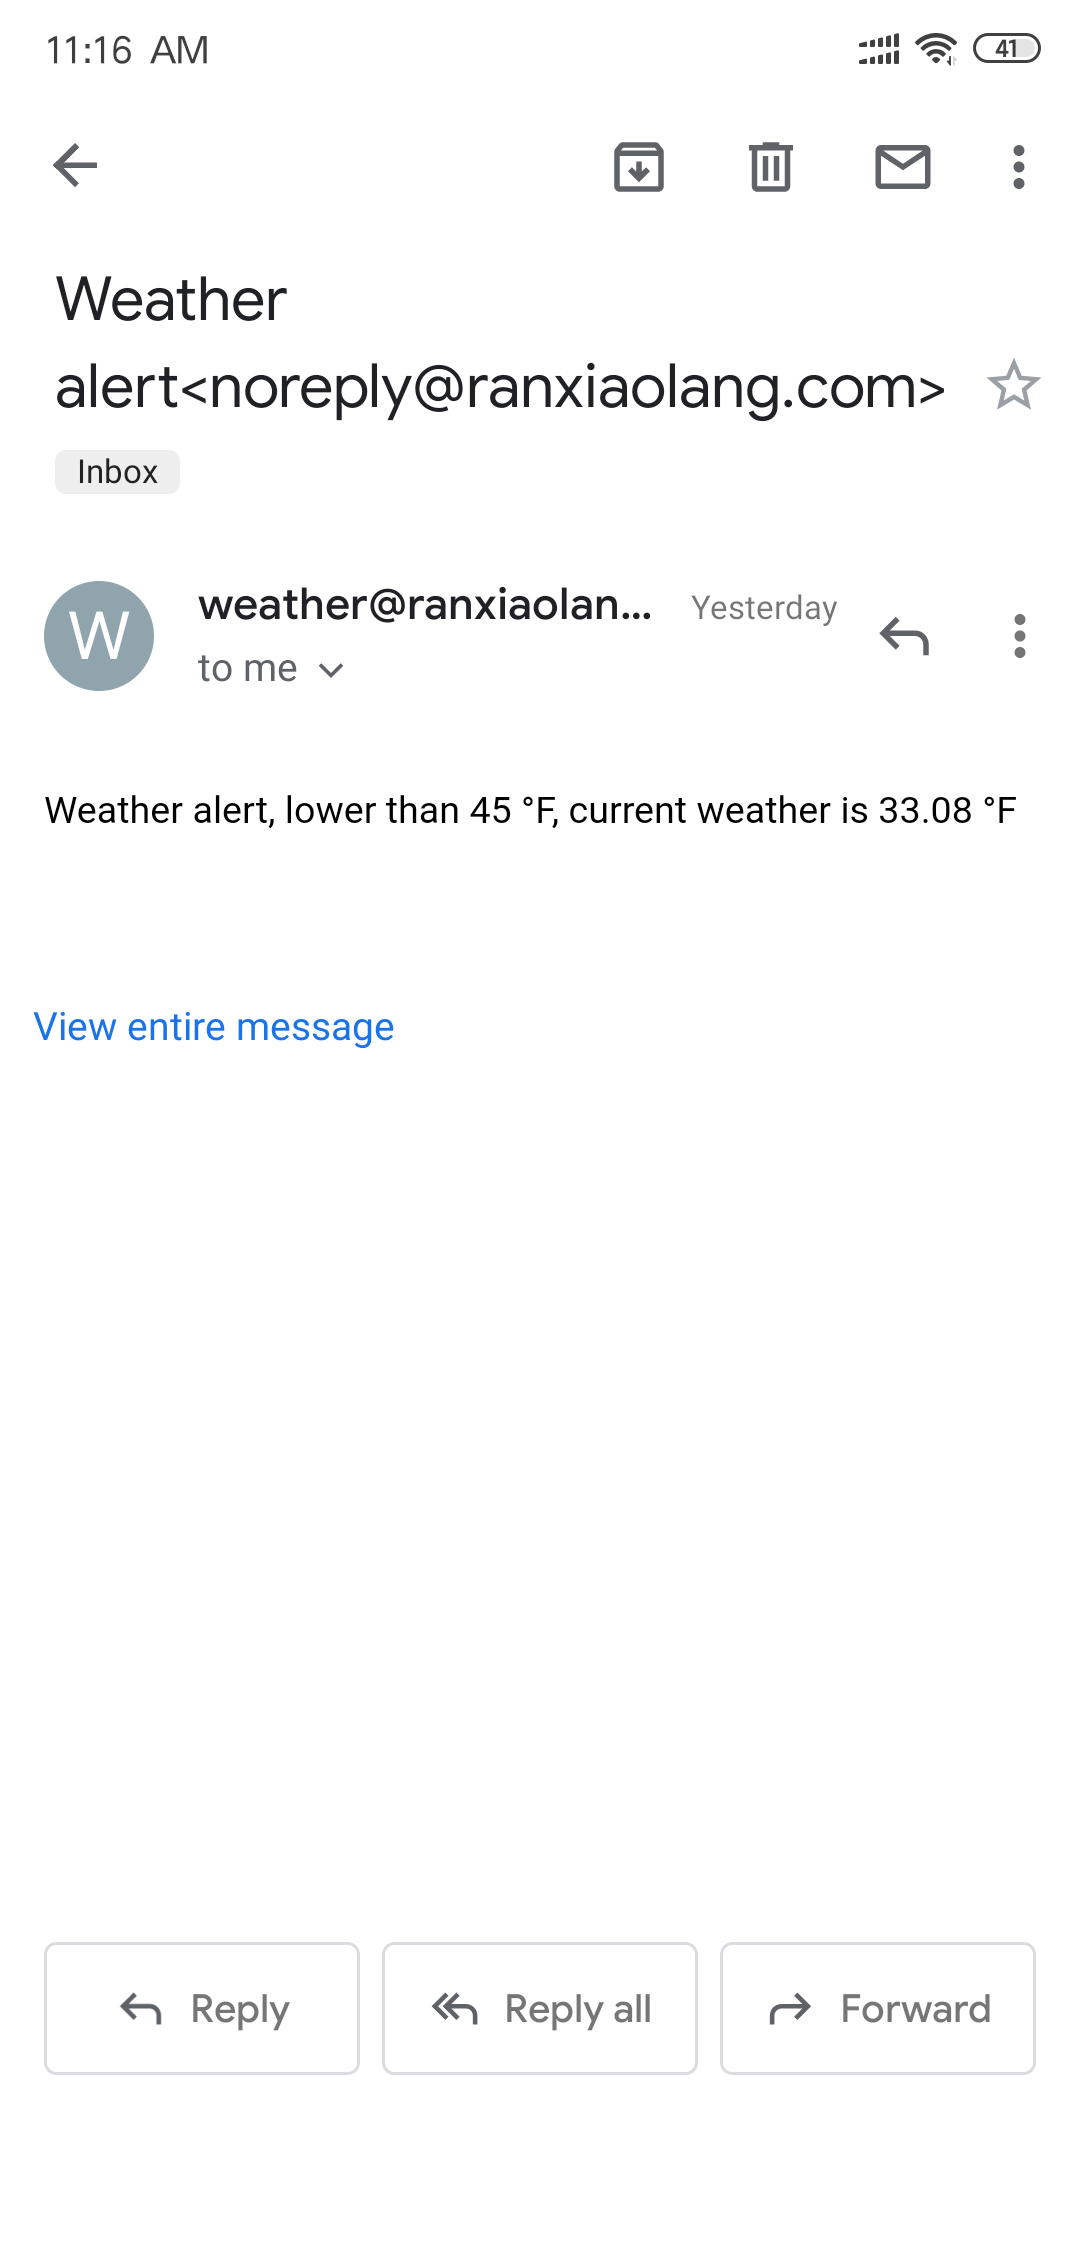 11:16 AM
41
Weather
alert<noreply@ranxiaolang.com>
Inbox
W
weather@ranxiaolan... Yesterday
to me
Weather alert, lower than 45 °F, current weather is 33.08 °F
View entire message
Reply
Reply all
Forward